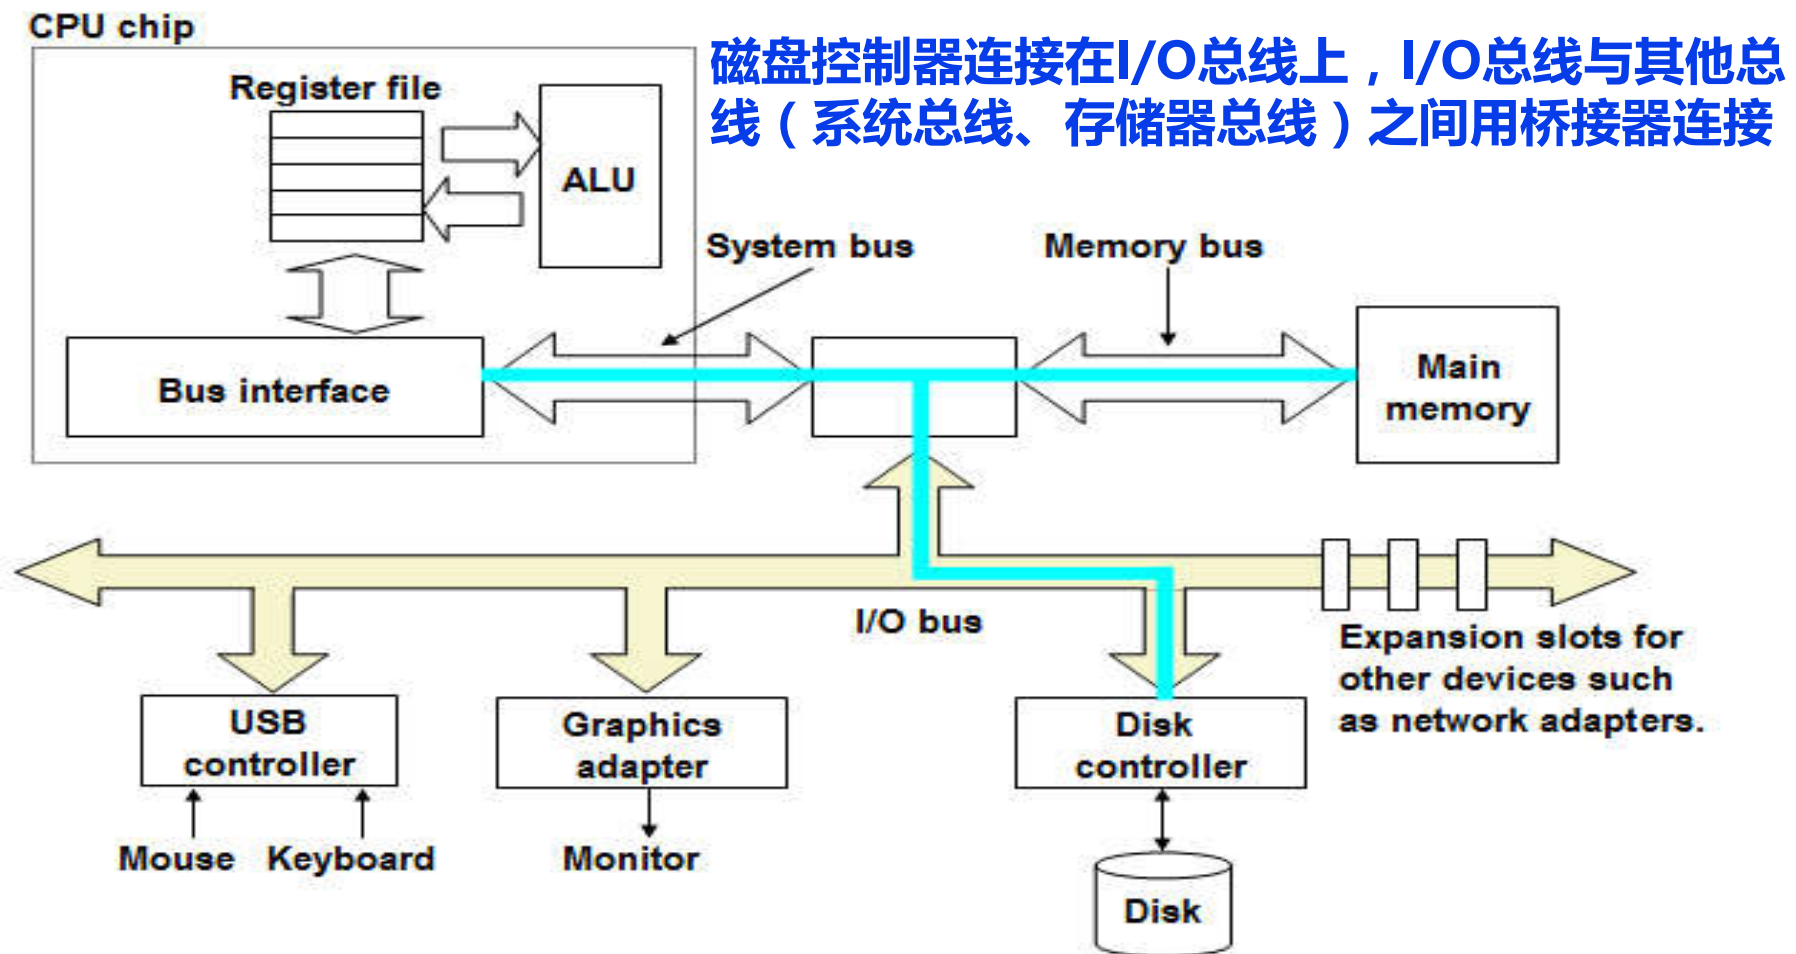 CPU chip
磁盘控制器连接在I/O总线上，I/O总线与其他总
线（系统总线、存储器总线）之间用桥接器连接
Register file
ALU
System bus
Memory bus
Bus interface
Main
memory
I/O bus
Expansion slots for
other devices such
as network adapters.
USB
controller
Graphics
adapter
Disk
controller
Mouse
Keyboard
Monitor
Disk